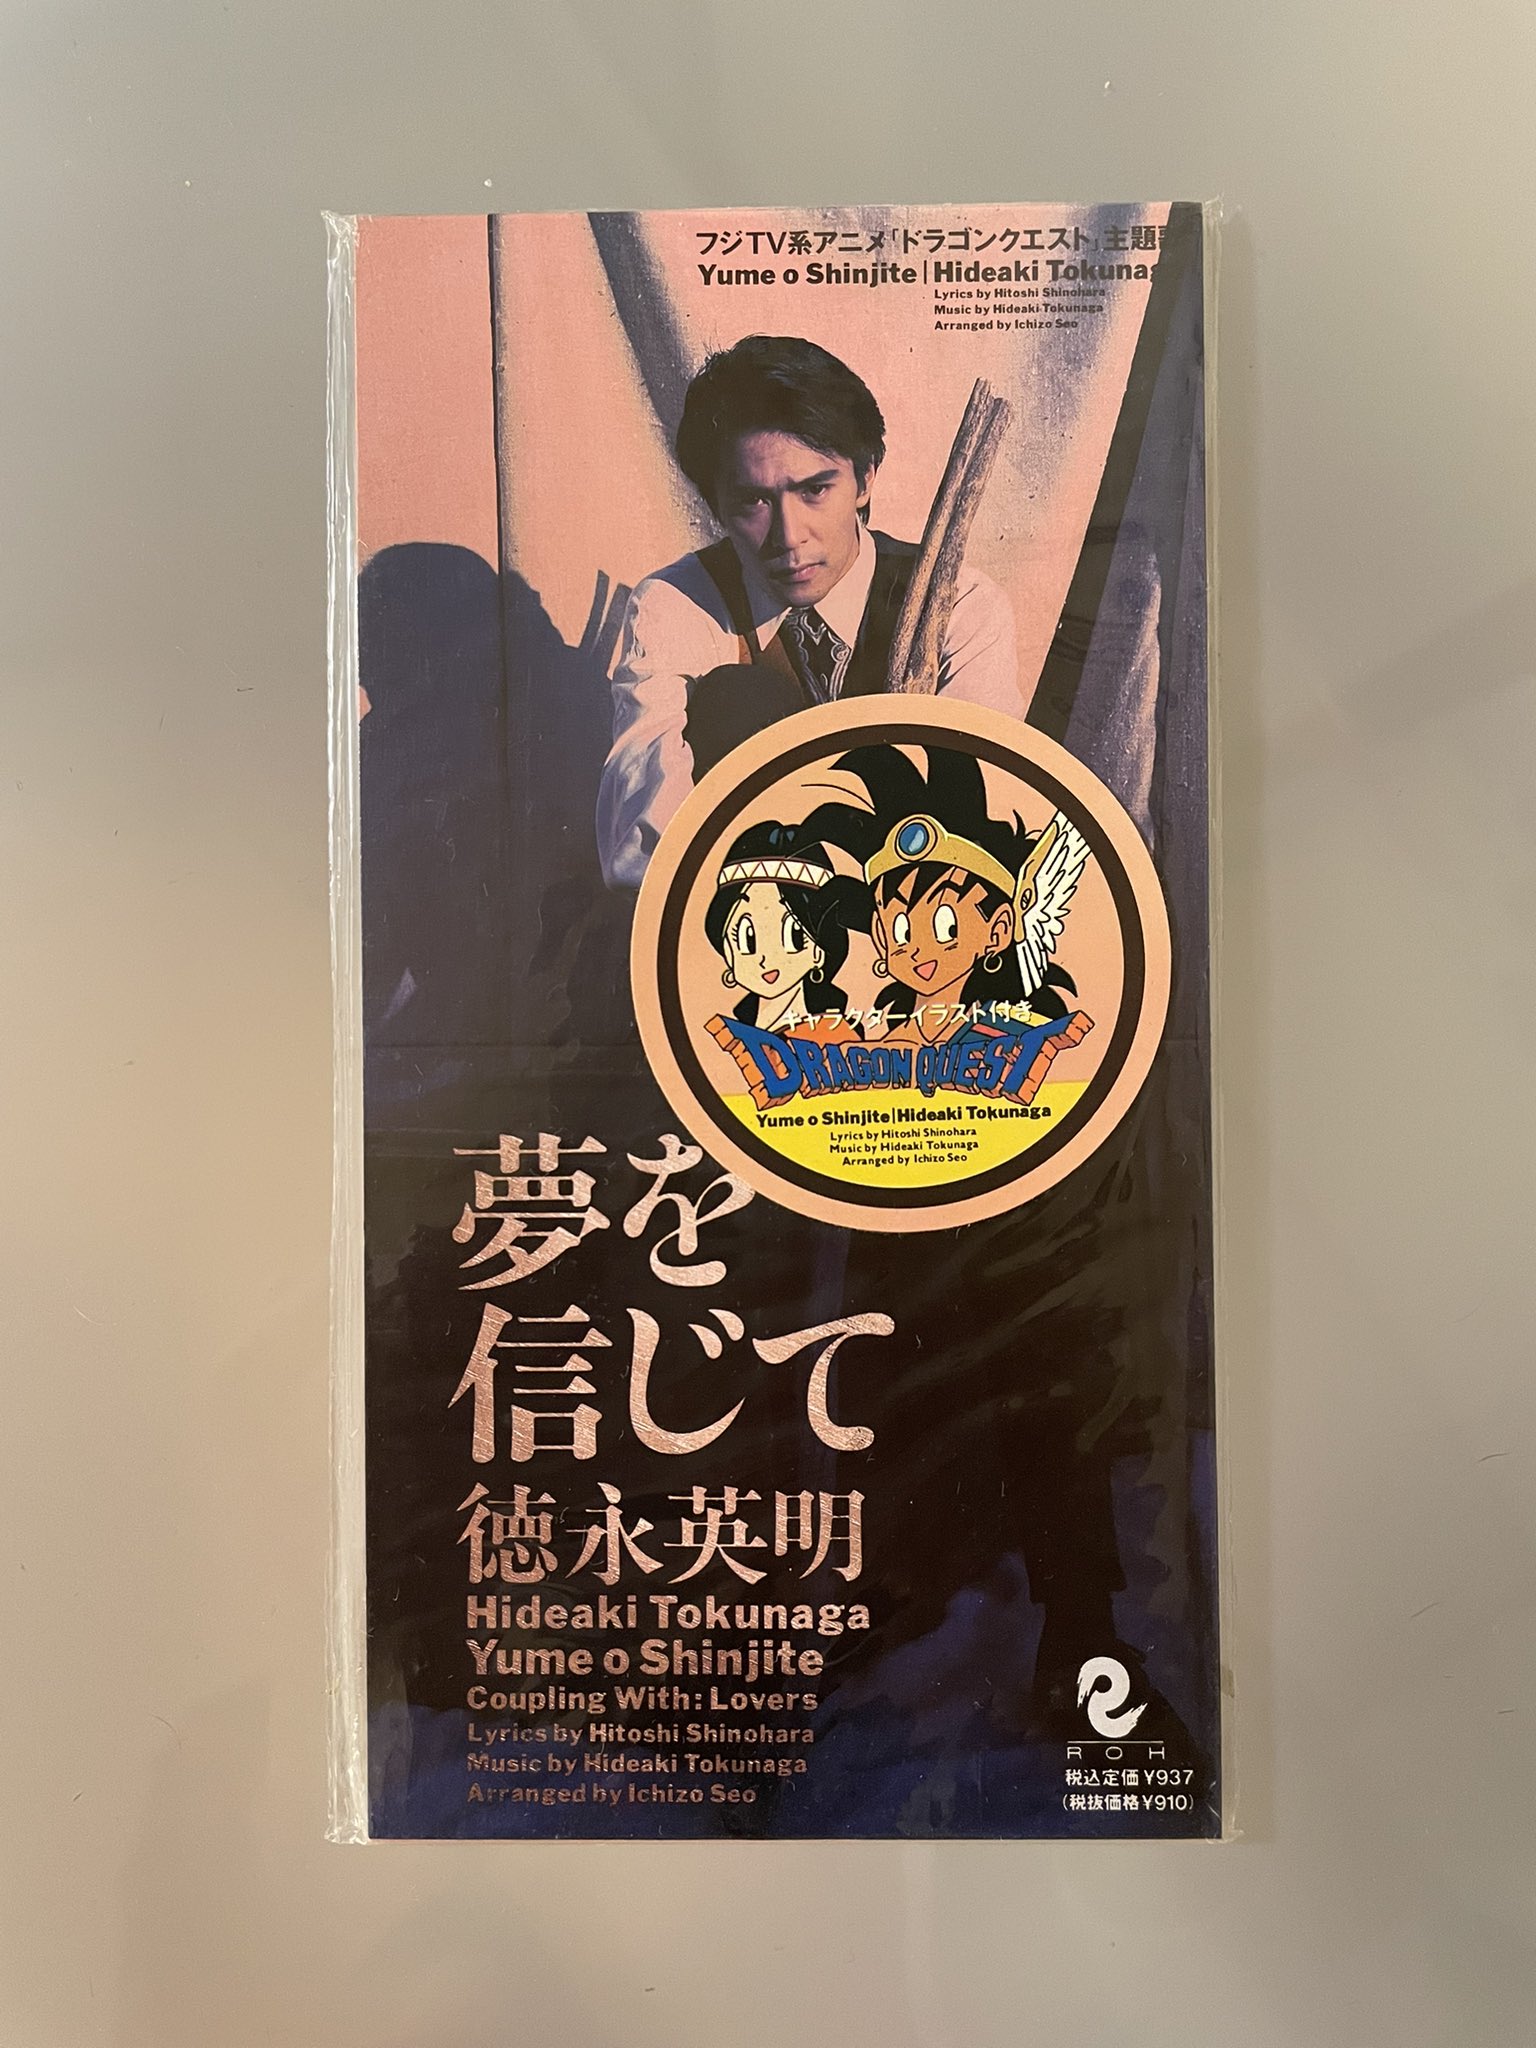 フジTV系アニメ「ドラゴンクエスト」主題歌
Yume o Shinjite | Hideaki Tokunaga
Lyrics by Hitoshi Shinohara
Music by Hideaki Tokunaga
Arranged by Ichizo Seo
キャラクターイラスト付き
DRAGON QUEST
Yume o Shinjite | Hideaki Tokunaga
Lyrics by Hitoshi Shinohara
Music by Hideaki Tokunaga
Arranged by Ichizo Seo
夢を
信じて
徳永英明
Hideaki Tokunaga
Yume o Shinjite
Coupling With: Lovers
Lyrics by Hitoshi Shinohara
Music by Hideaki Tokunaga
Arranged by Ichizo Seo
ROH
税込定価¥937
(税抜価格¥910)